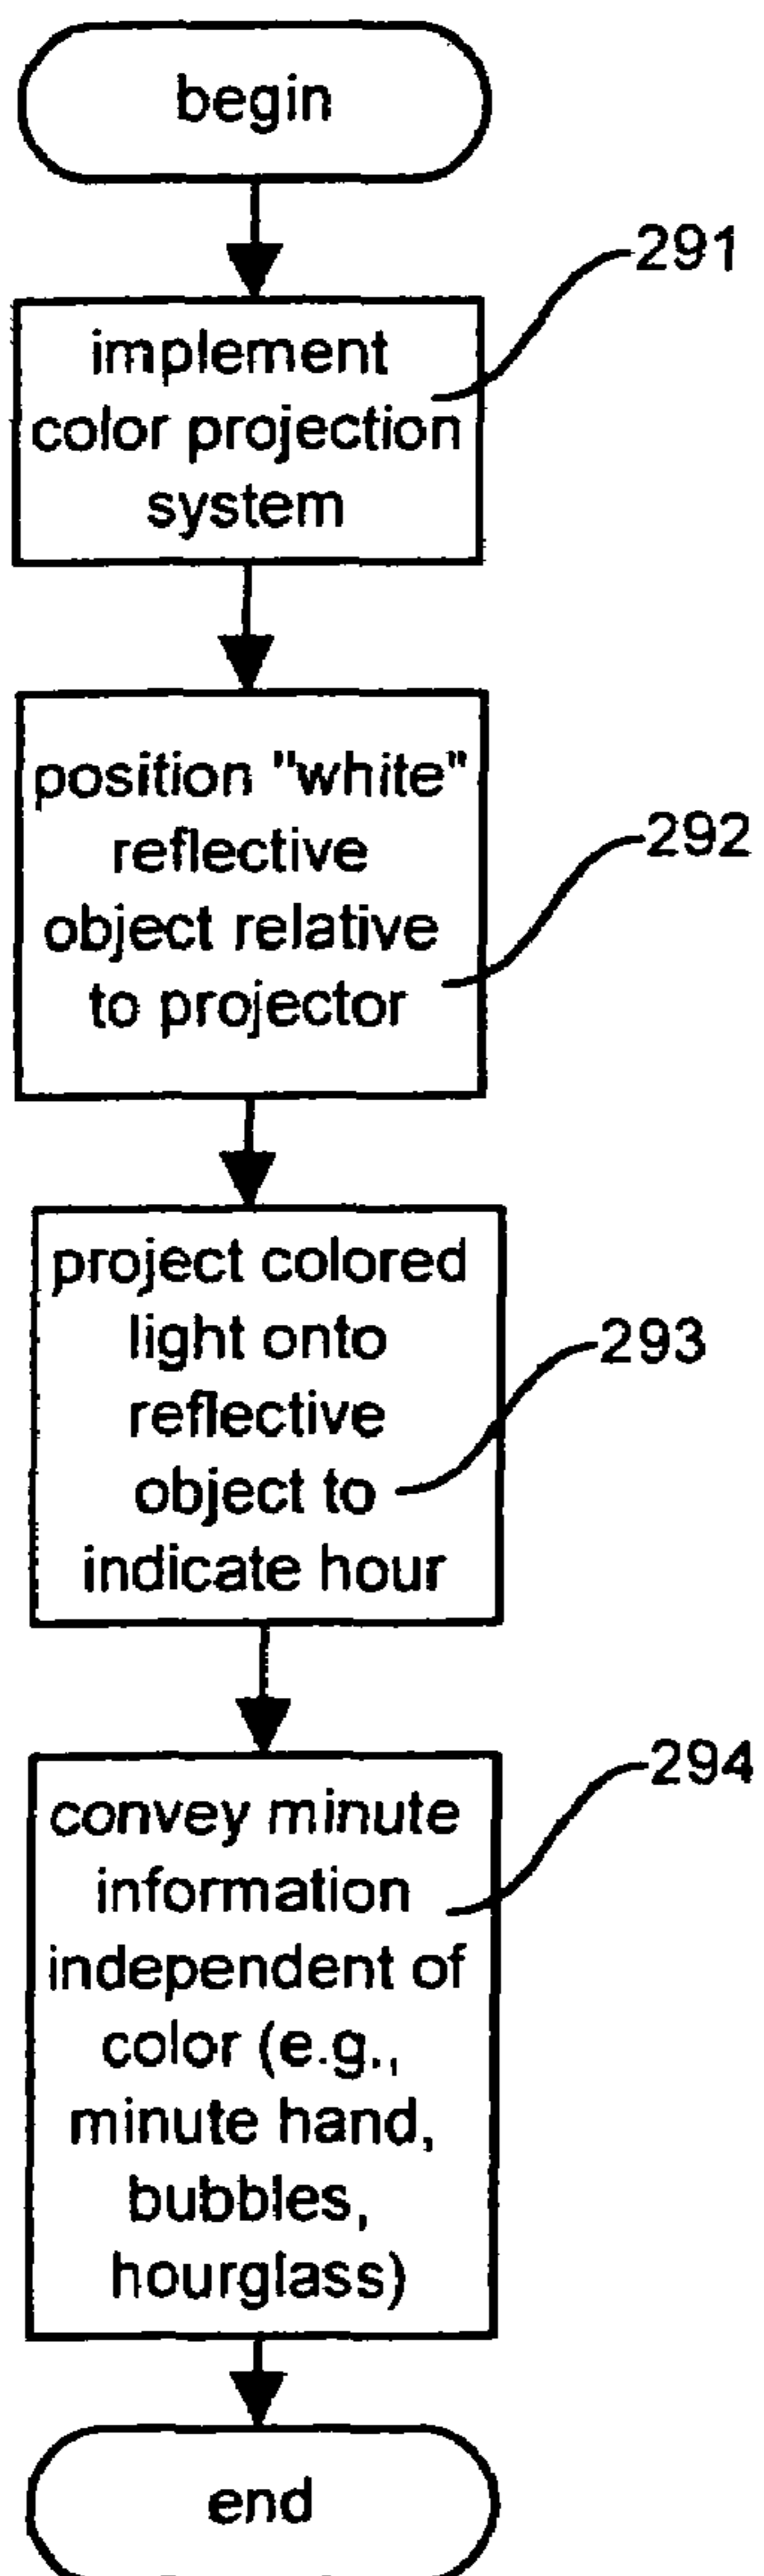 begin
291
implement
color projection
system
position "white"
reflective
object relative
to projector
292
project colored
light onto
reflective
object to
indicate hour
293
convey minute
information
independent of
color (e.g.,
minute hand,
bubbles,
hourglass)
294
end